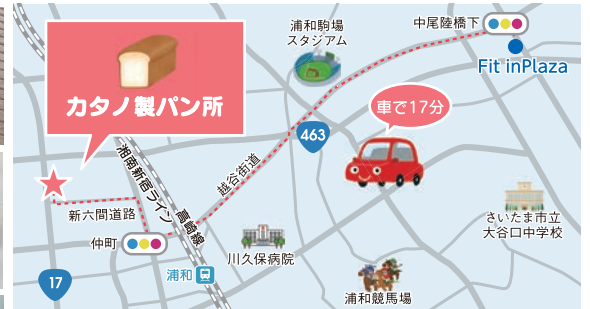 浦和駒場
スタジアム
中尾陸橋下
Fit inPlaza
カタノ製パン所
車で17分
463
越谷街道
湘南新宿ライン
高崎線
新六間道路
仲町
川久保病院
さいたま市立
大谷口中学校
浦和
17
浦和競馬場